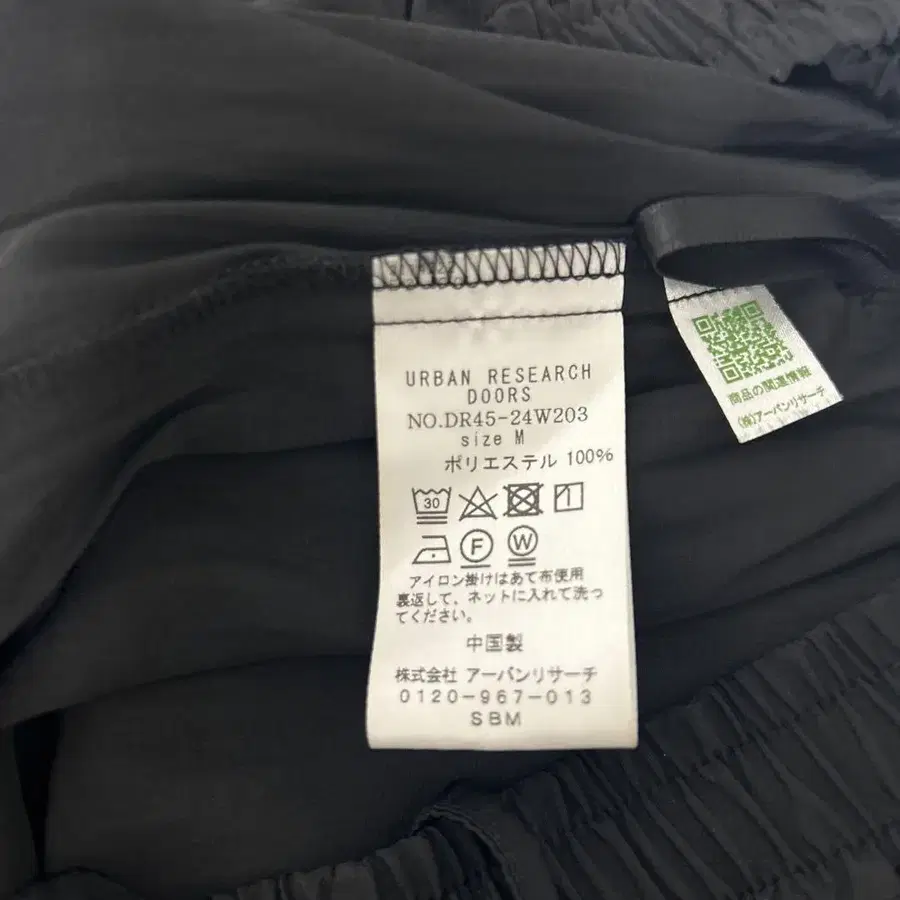 URBAN RESEARCH
DOORS
NO.DR45-24W203
size M
ポリエステル 100%
30
F W
アイロン掛けはあて布使用
裏返して、ネットに入れて洗っ
てください。
中国製
株式会社 アーバンリサーチ
0120-967-013
SBM
商品の関連情報
(株)アーバンリサーチ